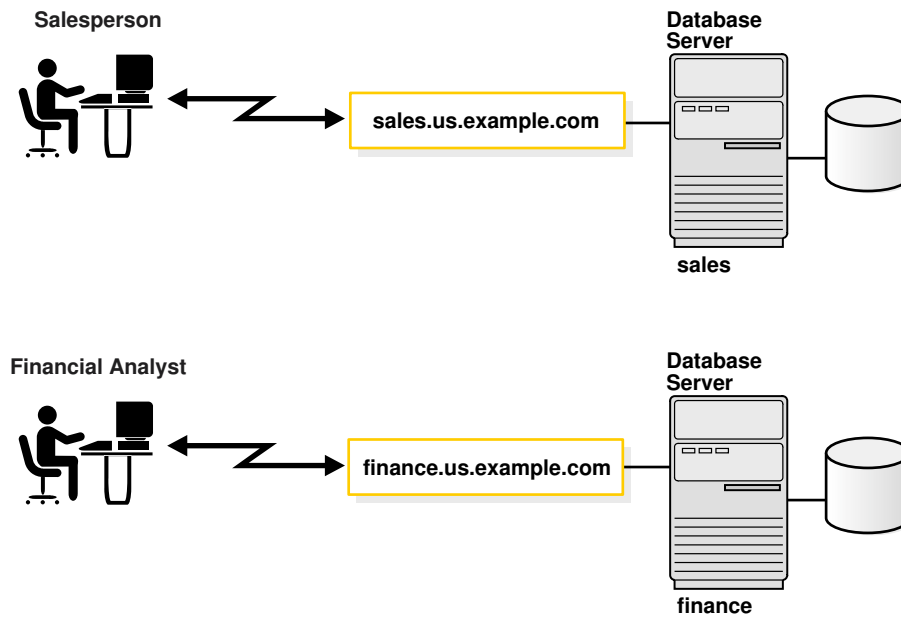 Salesperson
Database
Server
sales.us.example.com
sales
Financial Analyst
Database
Server
finance.us.example.com
finance